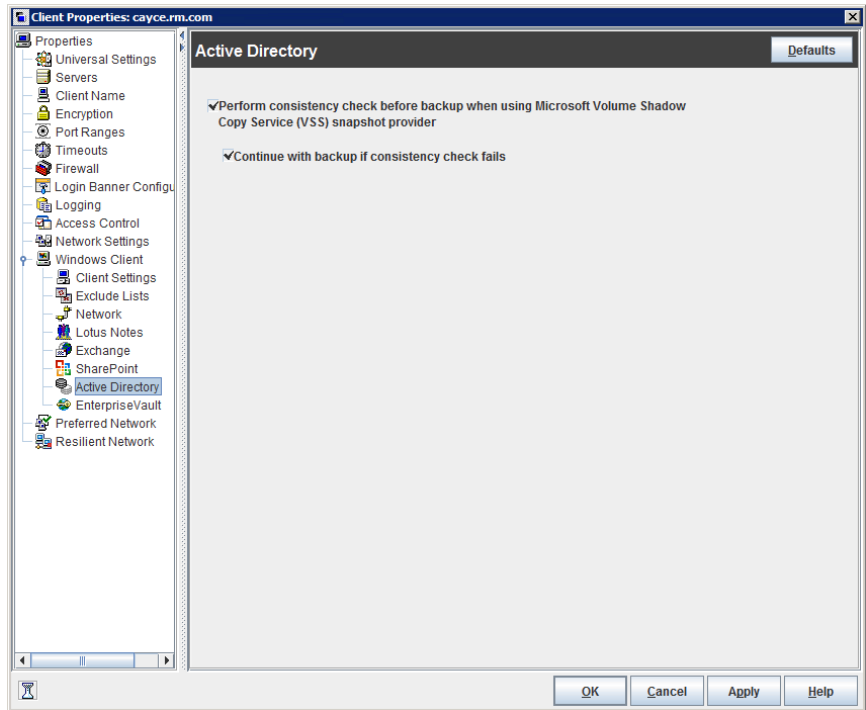 Client Properties: cayce.rm.com
Properties
Universal Settings
Servers
Client Name
Encryption
Port Ranges
Timeouts
Firewall
Login Banner Configu
Logging
Access Control
Network Settings
Windows Client
Client Settings
Exclude Lists
Network
Lotus Notes
Exchange
SharePoint
Active Directory
EnterpriseVault
Preferred Network
Resilient Network
Active Directory
Defaults
Perform consistency check before backup when using Microsoft Volume Shadow
Copy Service (VSS) snapshot provider
Continue with backup if consistency check fails
OK
Cancel
Apply
Help